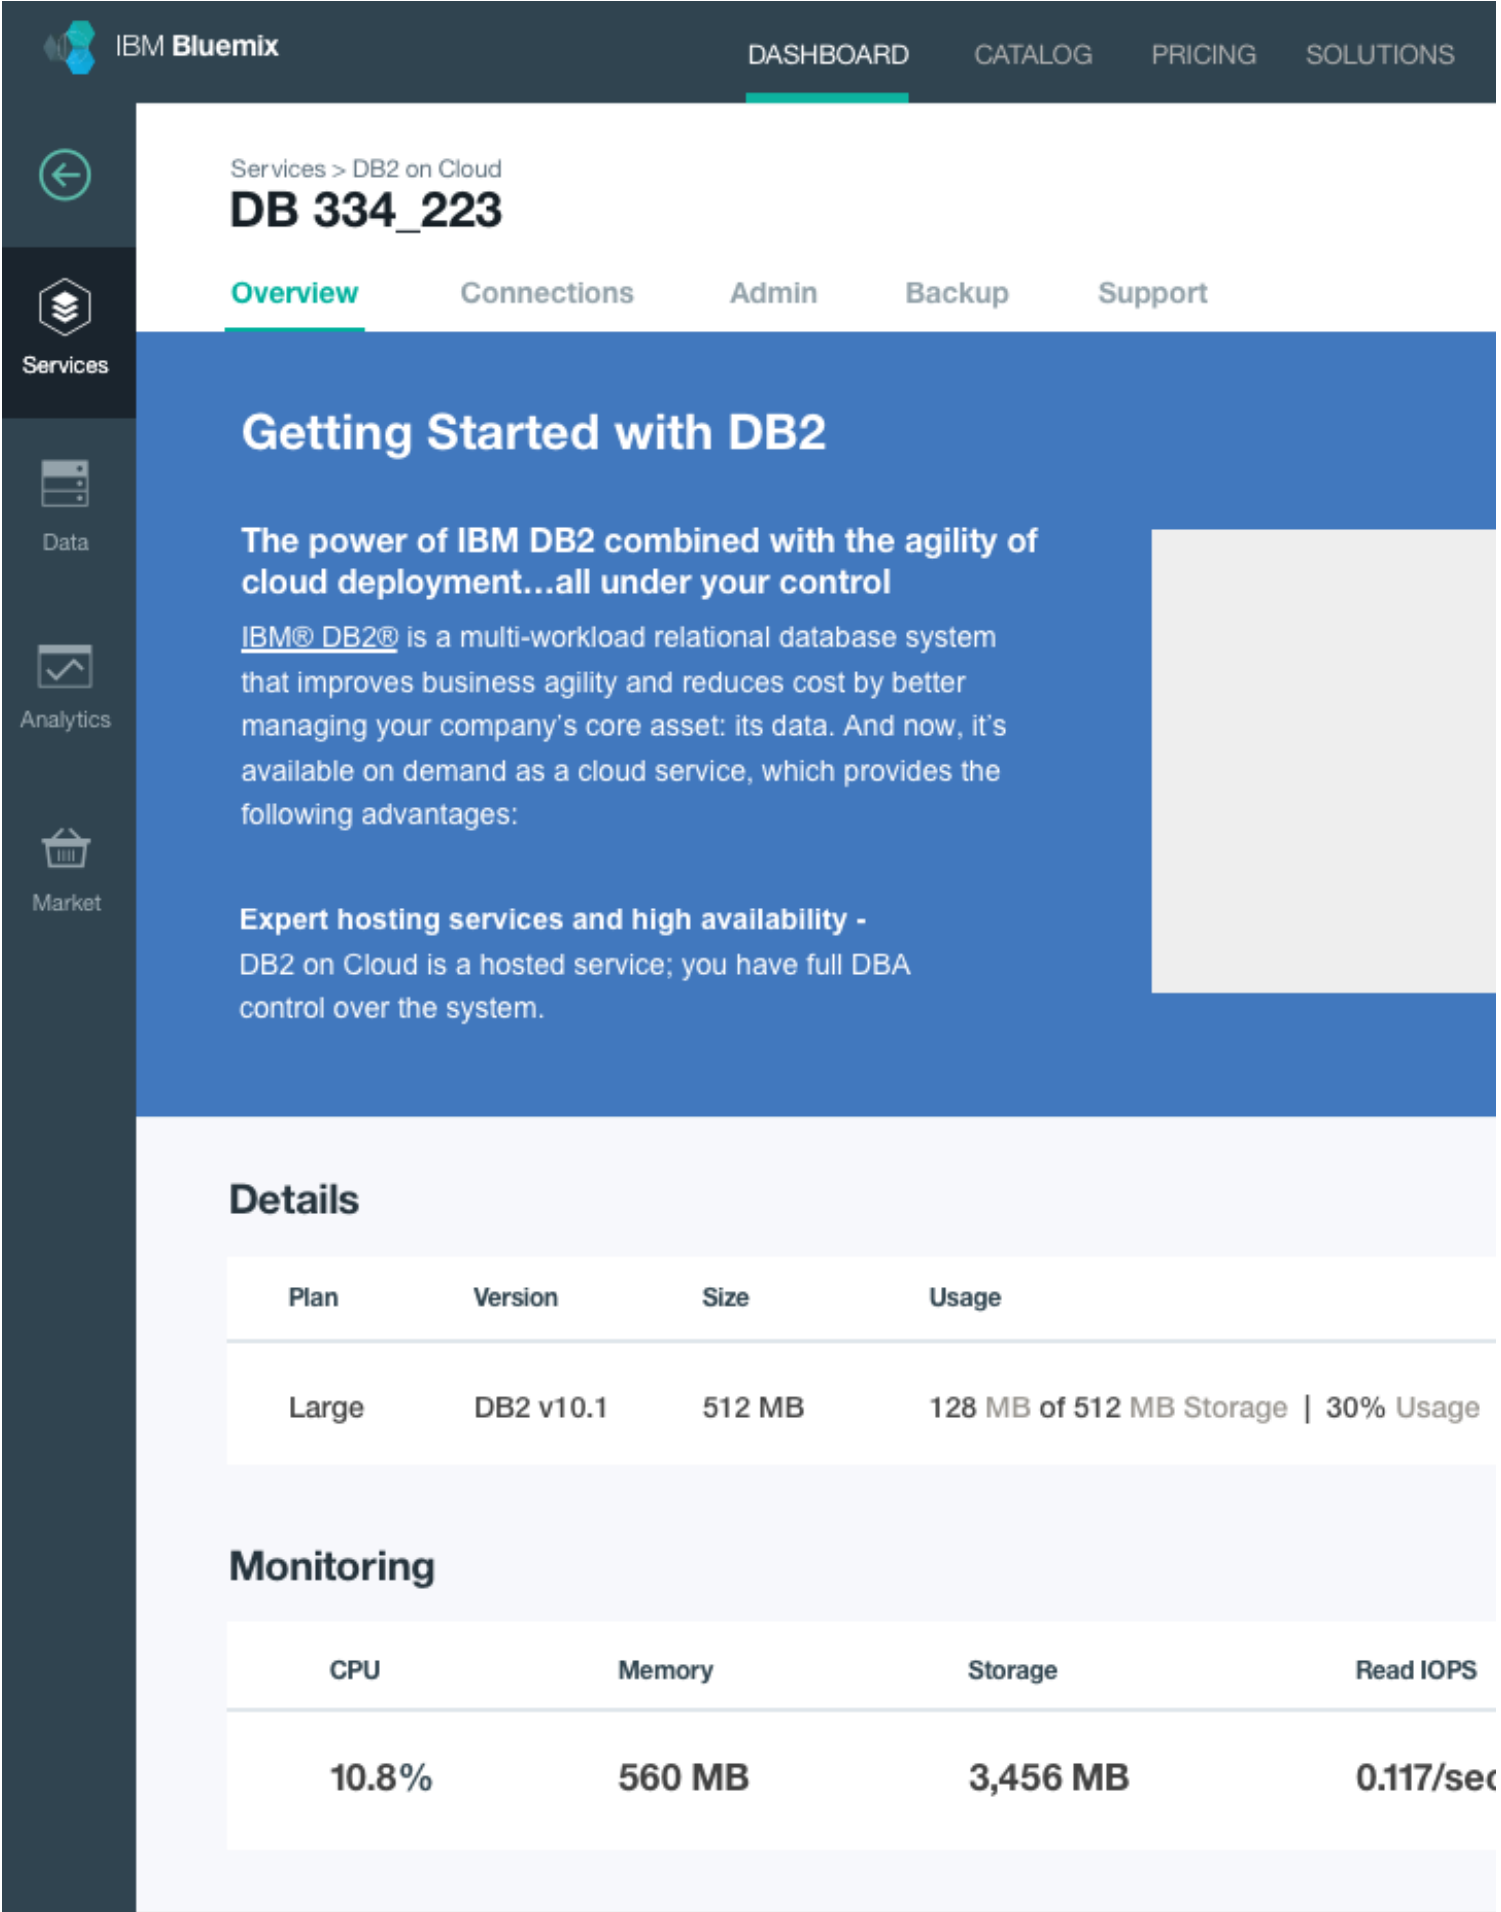 IBM Bluemix
DASHBOARD CATALOG PRICING SOLUTIONS
Services > DB2 on Cloud
DB 334_223
Overview Connections Admin Backup Support
Services
Data
Analytics
Market
Getting Started with DB2
The power of IBM DB2 combined with the agility of
cloud deployment...all under your control
IBM® DB2® is a multi-workload relational database system
that improves business agility and reduces cost by better
managing your company's core asset: its data. And now, it's
available on demand as a cloud service, which provides the
following advantages:
Expert hosting services and high availability -
DB2 on Cloud is a hosted service; you have full DBA
control over the system.
Details
Plan Version Size Usage
Large DB2 v10.1 512 MB 128 MB of 512 MB Storage | 30% Usage
Monitoring
CPU Memory Storage Read IOPS
10.8% 560 MB 3,456 MB 0.117/sec